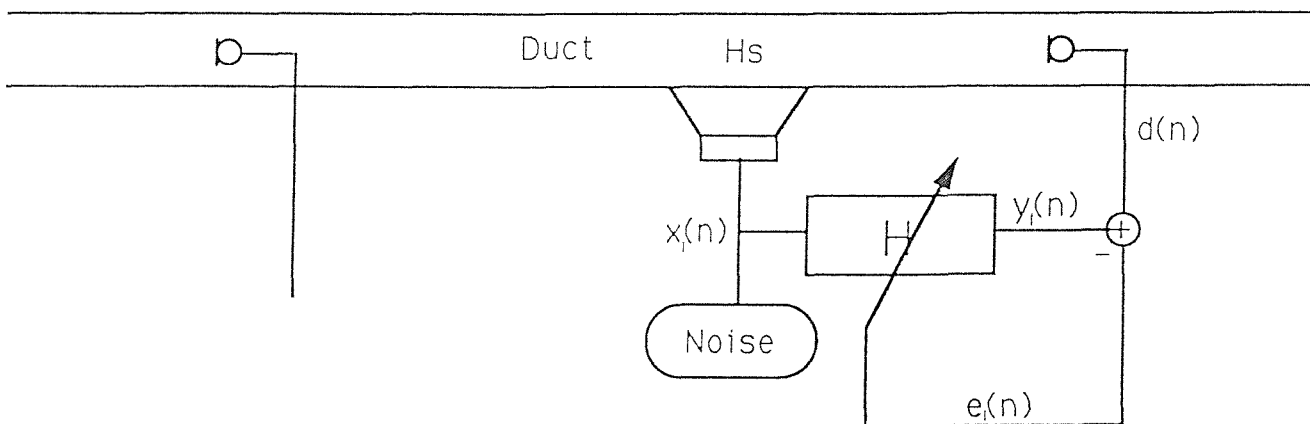 Duct Hs
d(n)
x₁(n) H y₁(n)
+
-
Noise
e₁(n)